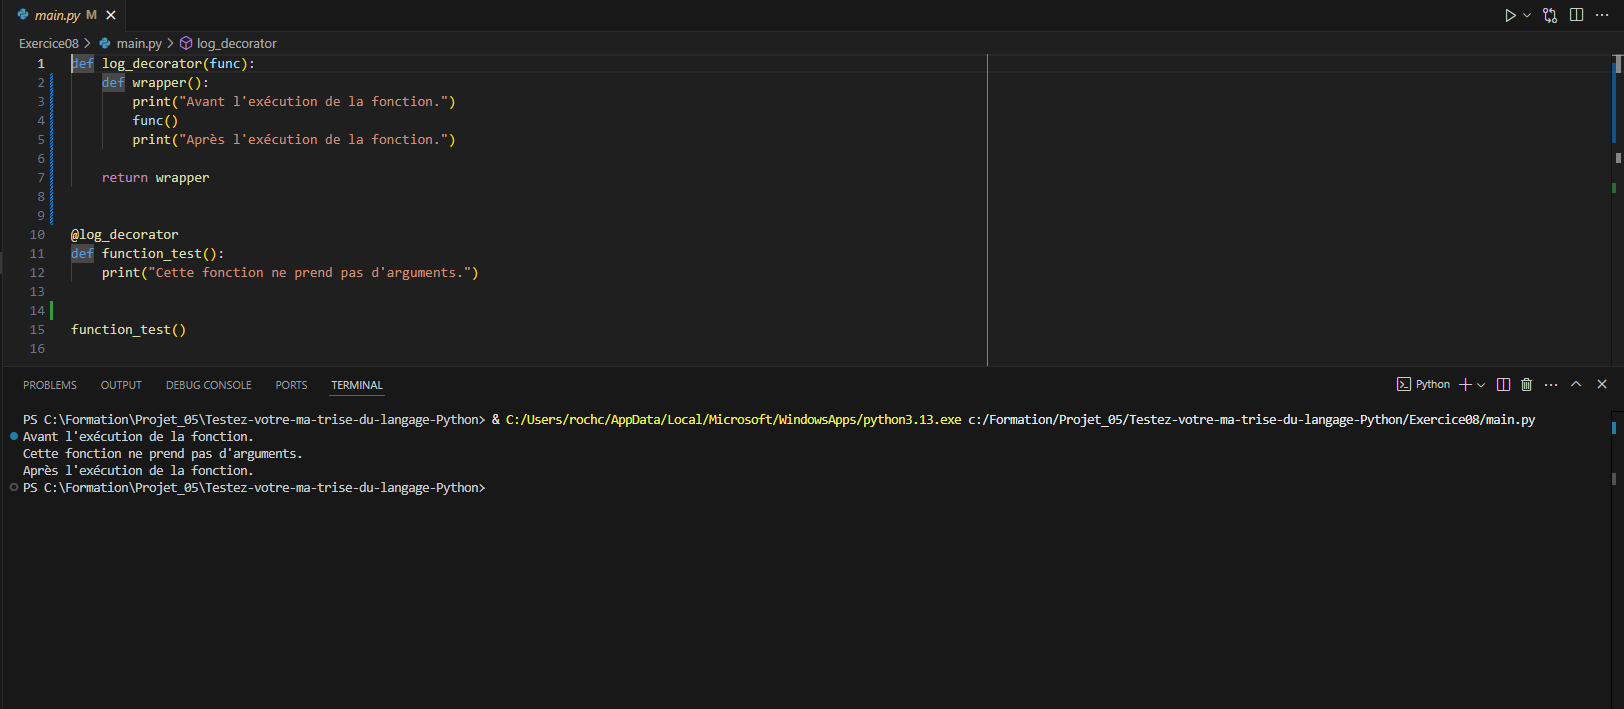 main.py M
Exercice08 > main.py > log_decorator
1 def log_decorator(func):
2     def wrapper():
3         print("Avant l'exécution de la fonction.")
4         func()
5         print("Après l'exécution de la fonction.")
6
7     return wrapper
8
9
10 @log_decorator
11 def function_test():
12     print("Cette fonction ne prend pas d'arguments.")
13
14
15 function_test()
16
PROBLEMS OUTPUT DEBUG CONSOLE PORTS TERMINAL Python
PS C:\Formation\Projet_05\Testez-votre-ma-trise-du-langage-Python> & C:/Users/rochc/AppData/Local/Microsoft/WindowsApps/python3.13.exe c:/Formation/Projet_05/Testez-votre-ma-trise-du-langage-Python/Exercice08/main.py
Avant l'exécution de la fonction.
Cette fonction ne prend pas d'arguments.
Après l'exécution de la fonction.
PS C:\Formation\Projet_05\Testez-votre-ma-trise-du-langage-Python>